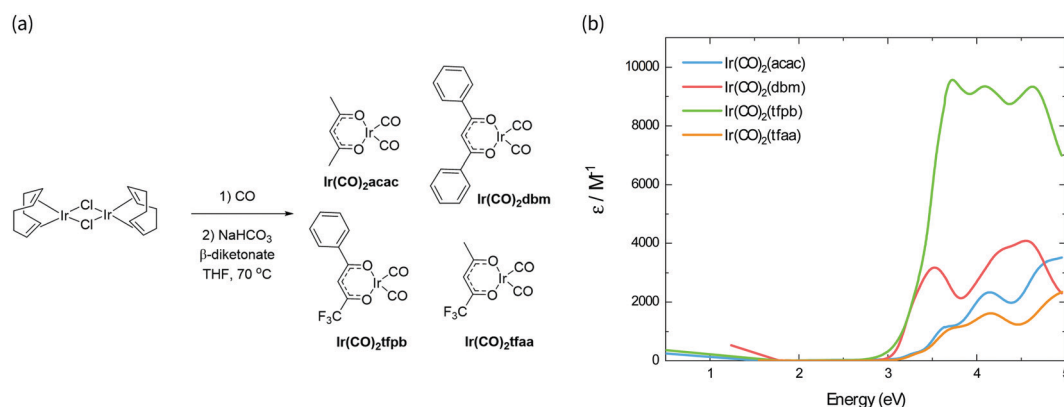 (a)
Ir
Cl
Cl
Ir
1) CO
2) NaHCO3
β-diketonate
THF, 70 °C
O
O
Ir
CO
CO
Ir(CO)2acac
O
O
Ir
CO
CO
Ir(CO)2dbm
O
O
Ir
CO
CO
F3C
Ir(CO)2tfpb
O
O
Ir
CO
CO
F3C
Ir(CO)2tfaa
(b)
Ir(CO)2(acac)
Ir(CO)2(dbm)
Ir(CO)2(tfpb)
Ir(CO)2(tfaa)
ε / M-1
10000
8000
6000
4000
2000
0
1
2
3
4
5
Energy (eV)